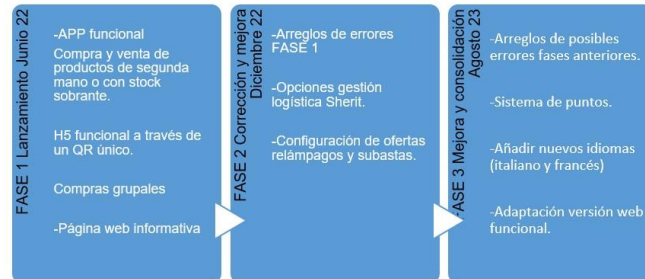 FASE 1 Lanzamiento Junio 22
-APP funcional
Compra y venta de
productos de segunda
mano o con stock
sobrante.
H5 funcional a través de
un QR único.
Compras grupales
-Página web informativa
FASE 2 Corrección y mejora
Diciembre 22
-Arreglos de errores
FASE 1
-Opciones gestión
logística Sherit.
-Configuración de ofertas
relámpagos y subastas.
FASE 3 Mejora y consolidación
Agosto 23
-Arreglos de posibles
errores fases anteriores.
-Sistema de puntos.
-Añadir nuevos idiomas
(italiano y francés)
-Adaptación versión web
funcional.